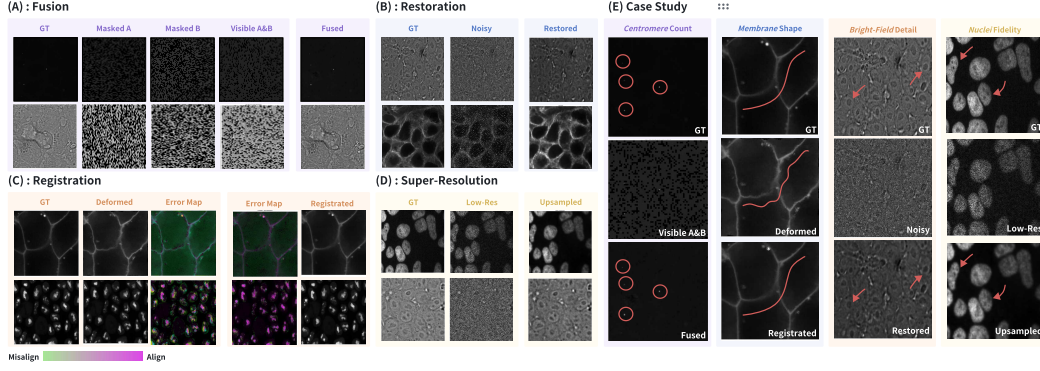 (A) : Fusion
GT Masked A Masked B Visible A&B Fused
(B) : Restoration
GT Noisy Restored
(C) : Registration
GT Deformed Error Map Error Map Registrated
Misalign Align
(D) : Super-Resolution
GT Low-Res Upsampled
(E) Case Study
Centromere Count Membrane Shape Bright-Field Detail Nuclei Fidelity
GT GT GT GT
Visible A&B Deformed Noisy Low-Res
Fused Registrated Restored Upsampled